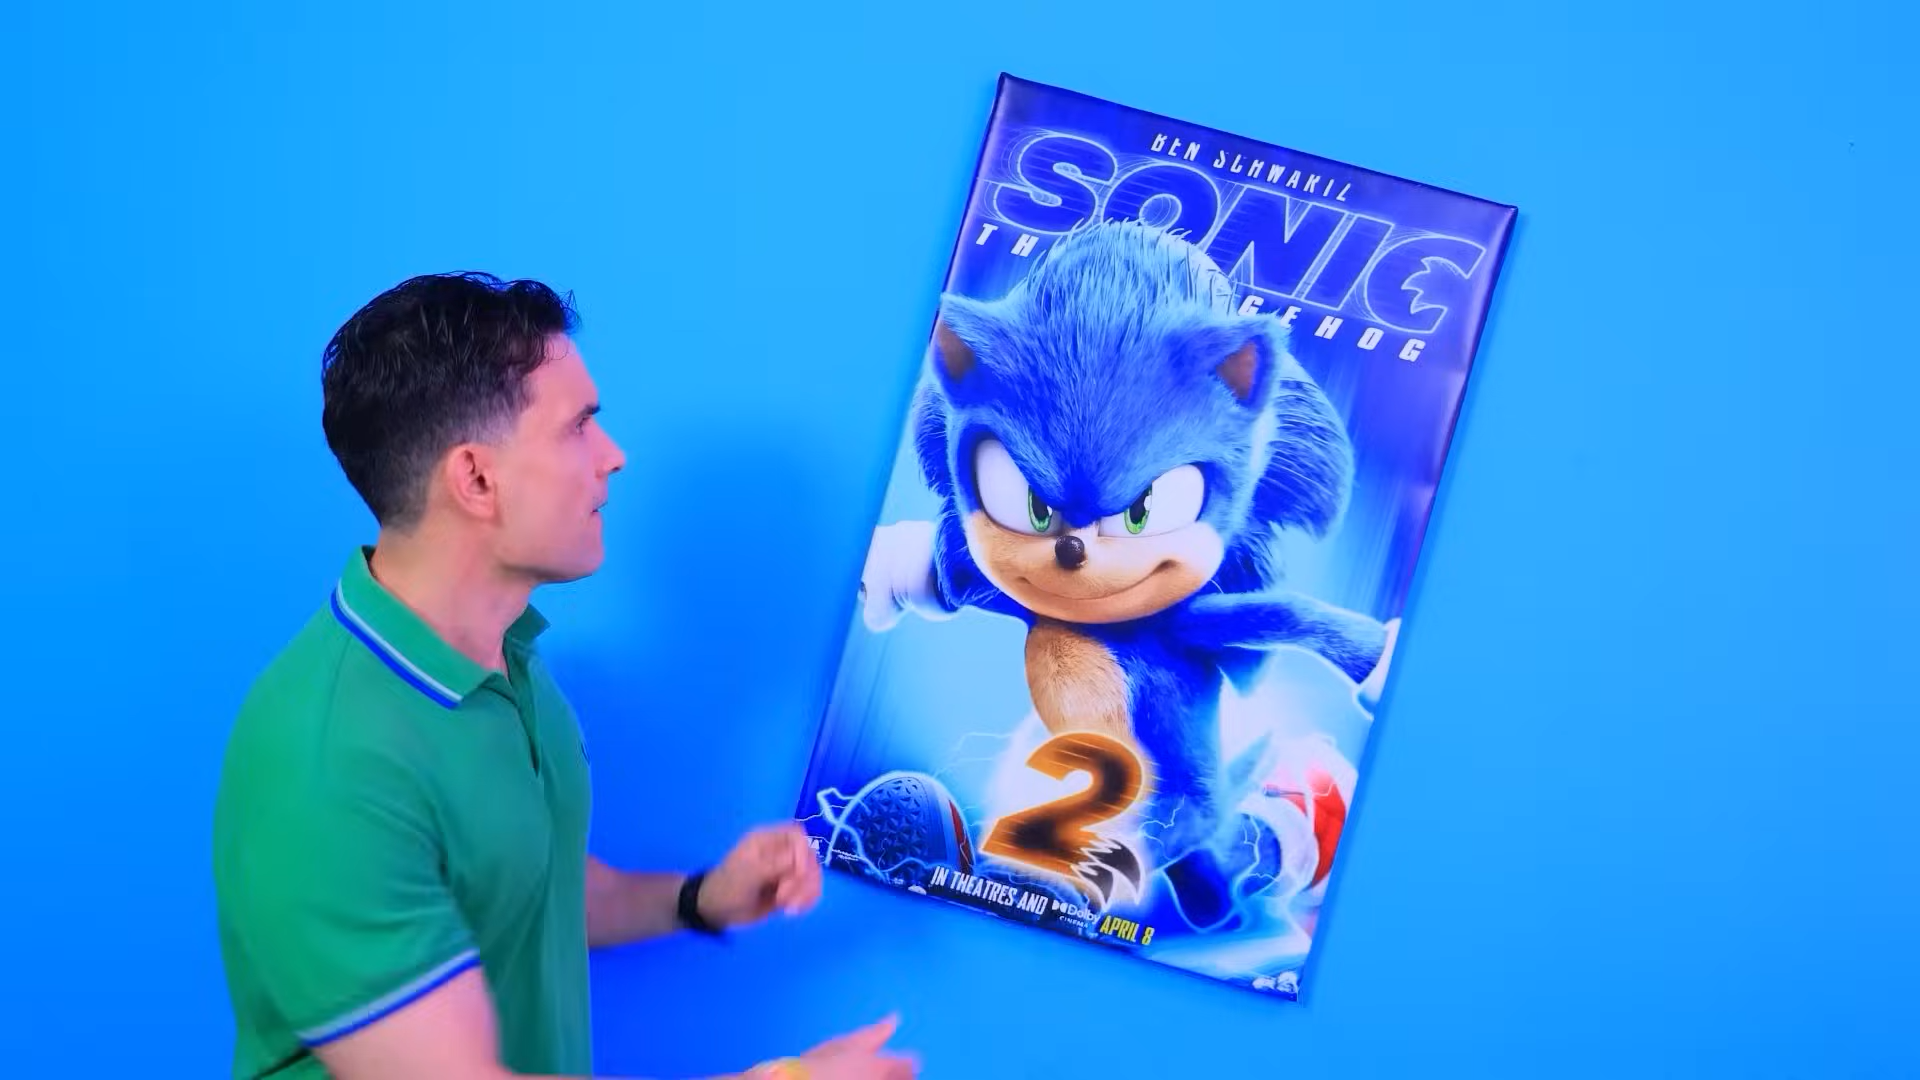 BEN SCHWARTZ
SONIC
TH GEHOG
2
IN THEATRES AND Dolby CINEMA APRIL 8